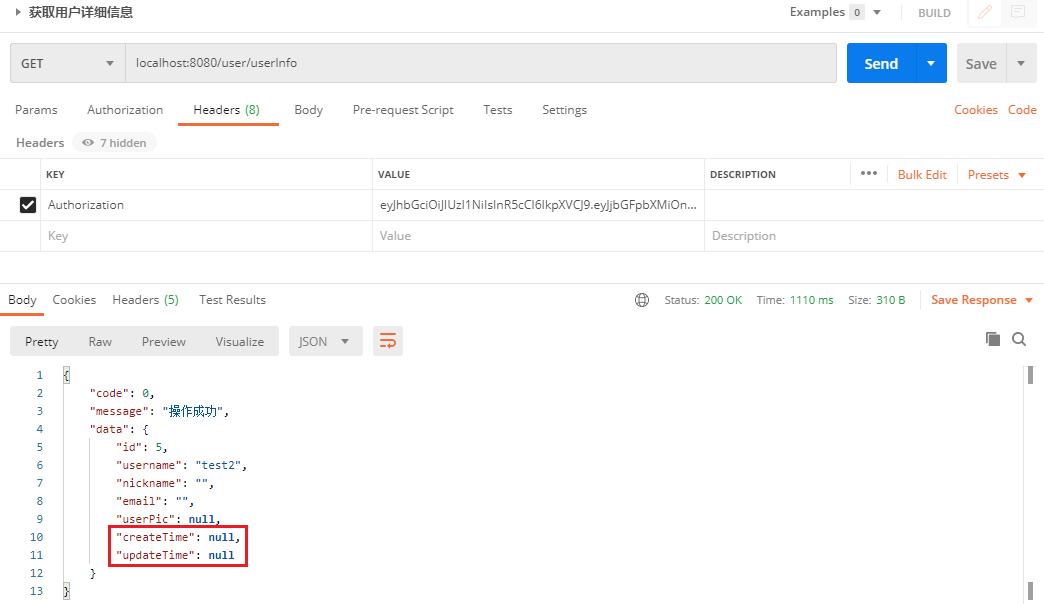 获取用户详细信息 Examples 0 BUILD
GET localhost:8080/user/userInfo Send Save
Params Authorization Headers (8) Body Pre-request Script Tests Settings Cookies Code
Headers 7 hidden
KEY VALUE DESCRIPTION ••• Bulk Edit Presets
Authorization eyJhbGciOiJIUzI1NiIsInR5cCI6IkpXVCJ9.eyJjbGFpbXMiOn...
Key Value Description
Body Cookies Headers (5) Test Results Status: 200 OK Time: 1110 ms Size: 310 B Save Response
Pretty Raw Preview Visualize JSON
1 {
2 "code": 0,
3 "message": "操作成功",
4 "data": {
5 "id": 5,
6 "username": "test2",
7 "nickname": "",
8 "email": "",
9 "userPic": null,
10 "createTime": null,
11 "updateTime": null
12 }
13 }